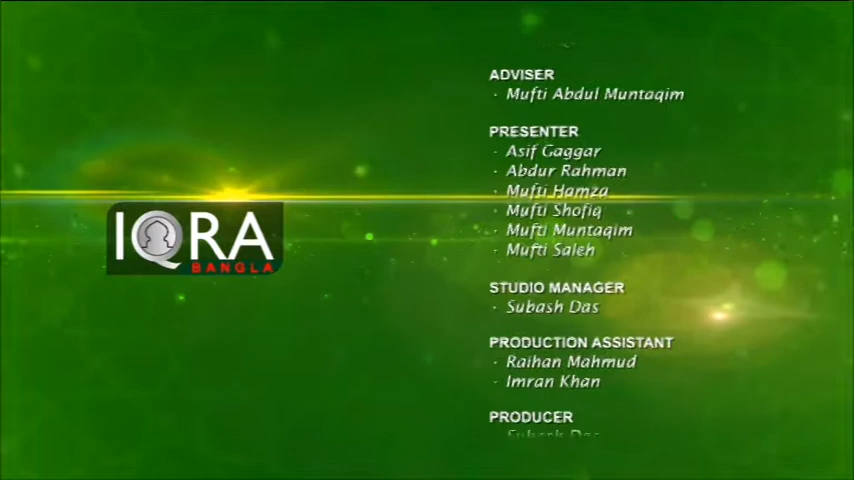 IQRA
BANGLA
ADVISER
· Mufti Abdul Muntaqim
PRESENTER
· Asif Gaggar
· Abdur Rahman
· Mufti Hamza
· Mufti Shofiq
· Mufti Muntaqim
· Mufti Saleh
STUDIO MANAGER
· Subash Das
PRODUCTION ASSISTANT
· Raihan Mahmud
· Imran Khan
PRODUCER